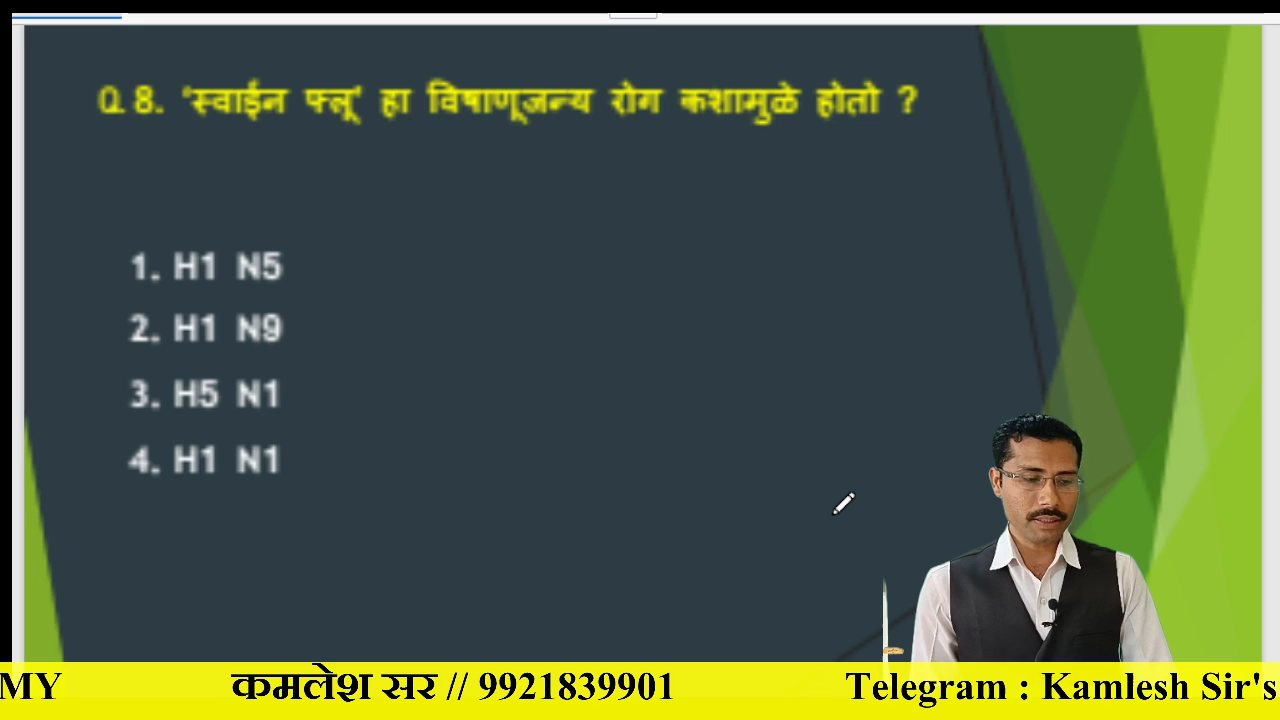 Q 8. 'स्वाईन फ्लू' हा विषाणूजन्य रोग कशामुळे होतो ?
1. H1 N5
2. H1 N9
3. H5 N1
4. H1 N1
MY कमलेश सर // 9921839901 Telegram : Kamlesh Sir's